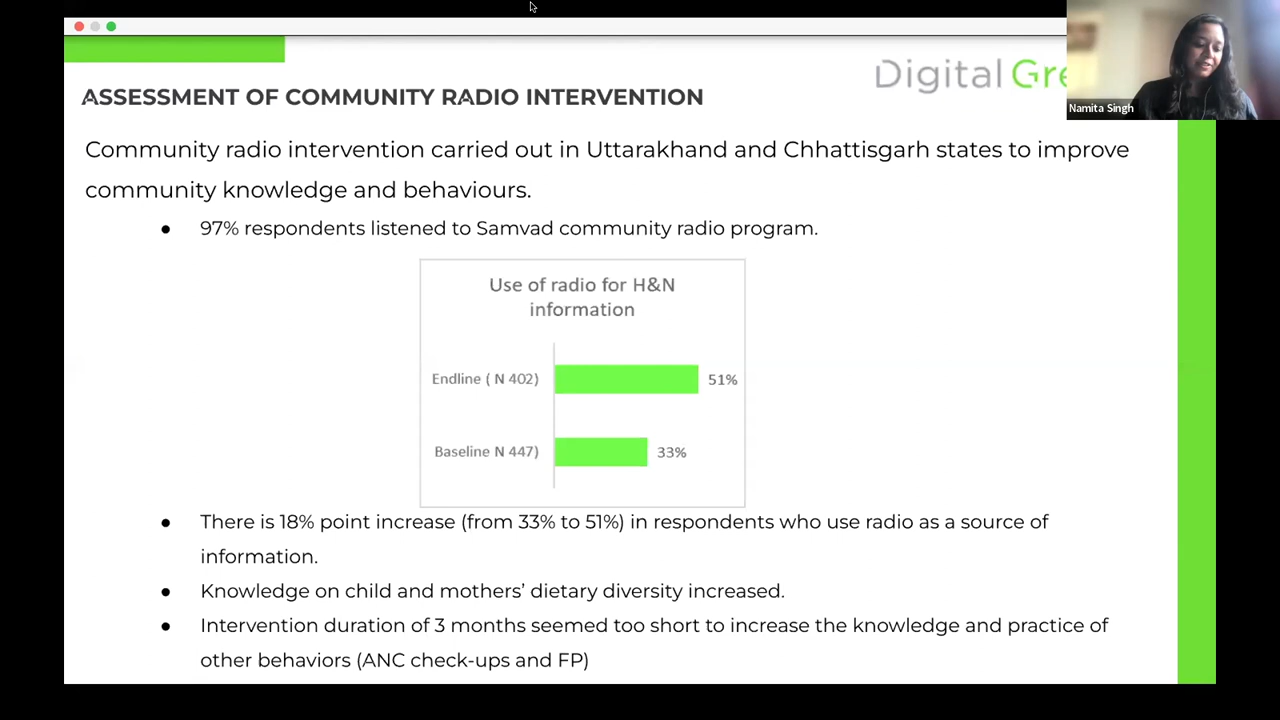 Digital Gre
Namita Singh
ASSESSMENT OF COMMUNITY RADIO INTERVENTION
Community radio intervention carried out in Uttarakhand and Chhattisgarh states to improve
community knowledge and behaviours.
● 97% respondents listened to Samvad community radio program.
Use of radio for H&N
information
Endline ( N 402) 51%
Baseline N 447) 33%
● There is 18% point increase (from 33% to 51%) in respondents who use radio as a source of
information.
● Knowledge on child and mothers’ dietary diversity increased.
● Intervention duration of 3 months seemed too short to increase the knowledge and practice of
other behaviors (ANC check-ups and FP)